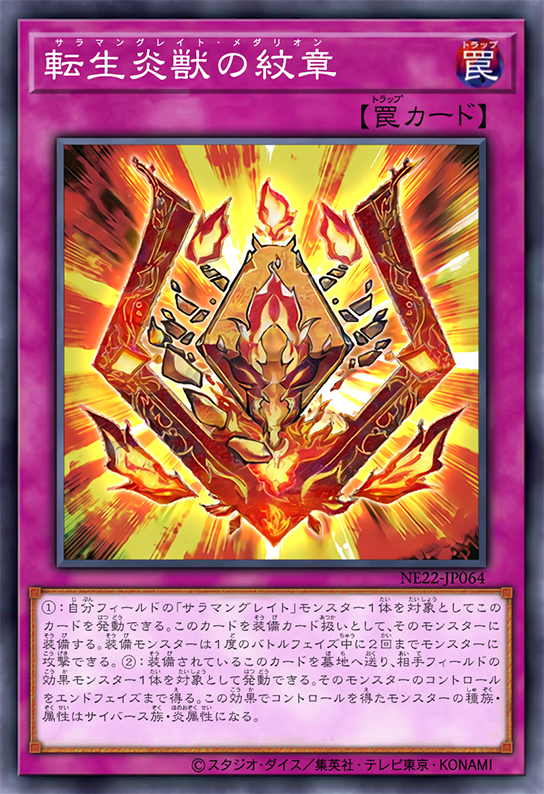 サラマングレイト・メダリオン
転生炎獣の紋章
トラップ
罠
トラップ
【罠カード】
NE22-JP064
①：自分フィールドの「サラマングレイト」モンスター１体を対象としてこの
カードを発動できる。このカードを装備カード扱いとして、そのモンスターに
装備する。装備モンスターは１度のバトルフェイズ中に２回までモンスターに
攻撃できる。②：装備されているこのカードを墓地へ送り、相手フィールドの
効果モンスター１体を対象として発動できる。そのモンスターのコントロール
をエンドフェイズまで得る。この効果でコントロールを得たモンスターの種族・
属性はサイバース族・炎属性になる。
©スタジオ・ダイス／集英社・テレビ東京・KONAMI